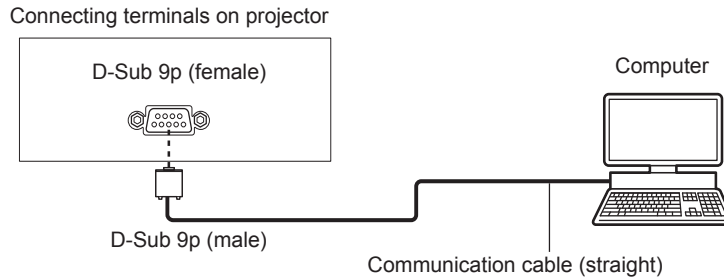 Connecting terminals on projector
D-Sub 9p (female)
Computer
D-Sub 9p (male)
Communication cable (straight)